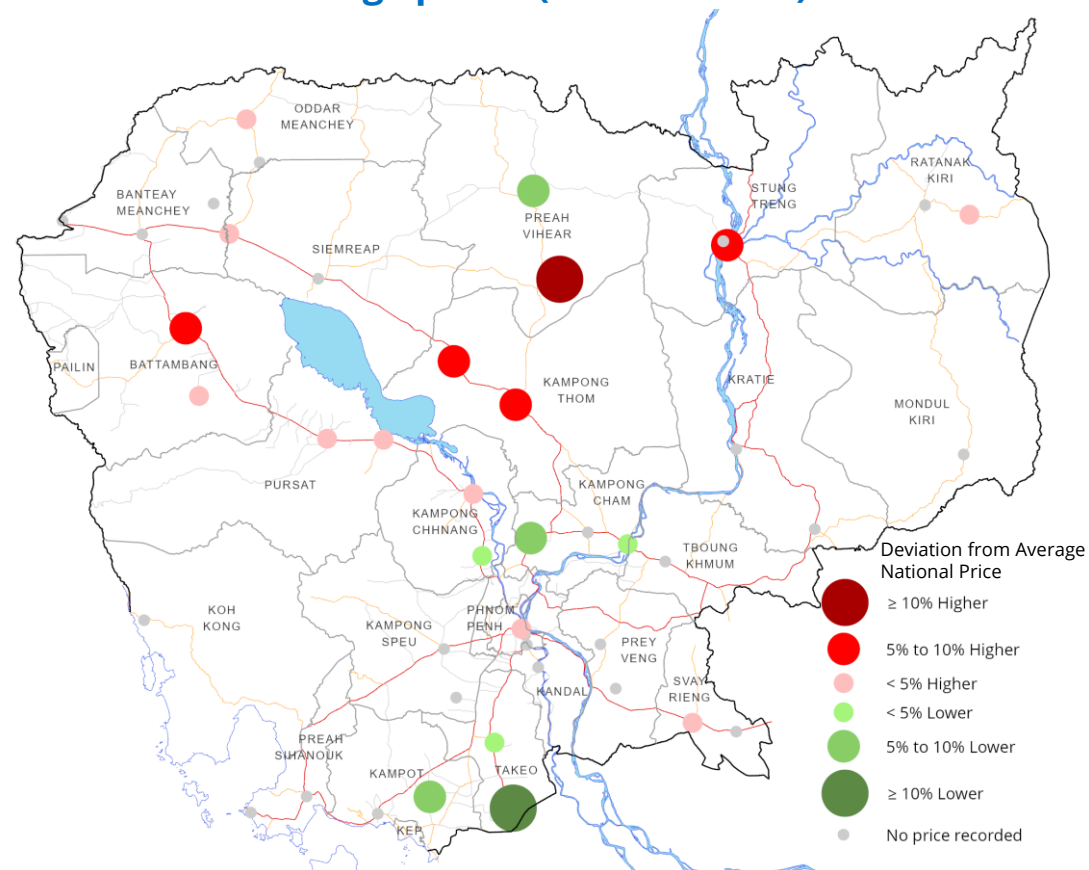 ODDAR
MEANCHEY
BANTEAY
MEANCHEY
SIEMREAP
PREAH
VIHEAR
STUNG
TRENG
RATANAK
KIRI
PAILIN
BATTAMBANG
KAMPONG
THOM
KRATIE
MONDUL
KIRI
PURSAT
KAMPONG
CHAM
KAMPONG
CHHNANG
TBOUNG
KHMUM
KOH
KONG
KAMPONG
SPEU
PHNOM
PENH
PREY
VENG
KANDAL
SVAY
RIENG
PREAH
SIHANOUK
KAMPOT
TAKEO
KEP
Deviation from Average
National Price
≥ 10% Higher
5% to 10% Higher
< 5% Higher
< 5% Lower
5% to 10% Lower
≥ 10% Lower
No price recorded